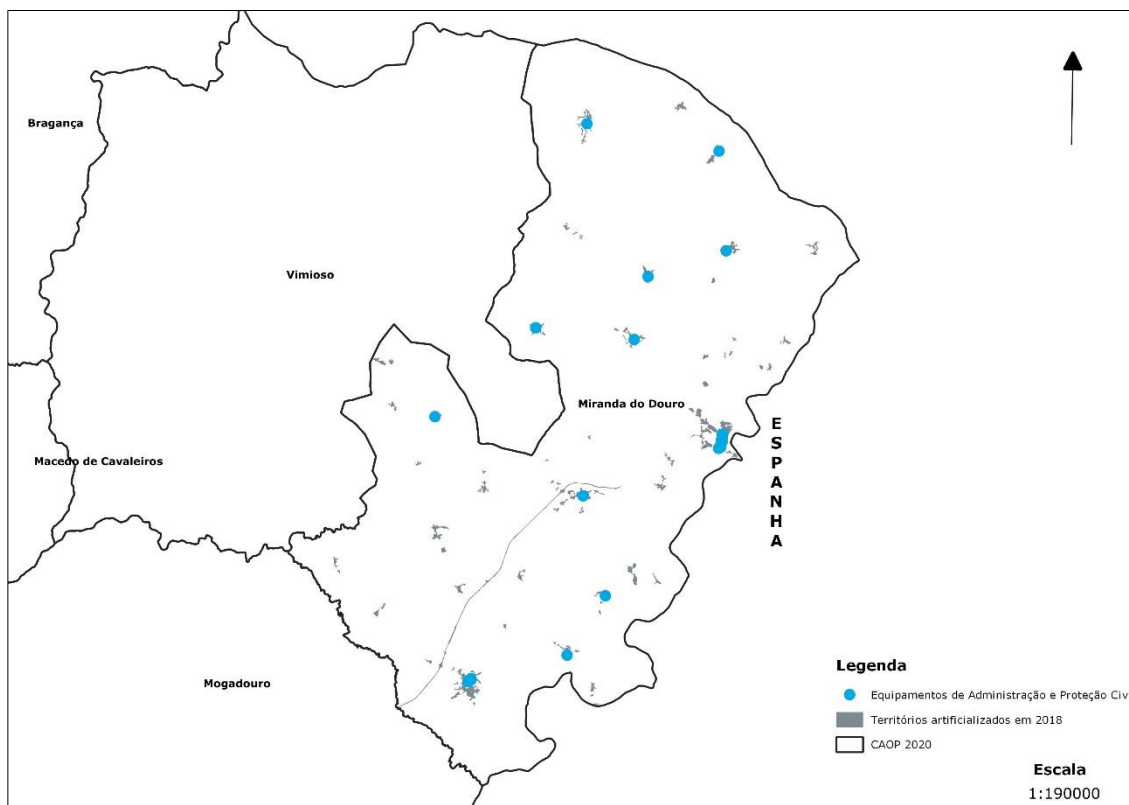 Bragança
Vimioso
Miranda do Douro
E
S
P
A
N
H
A
Macedo de Cavaleiros
Mogadouro
Legenda
Equipamentos de Administração e Proteção Civ
Territórios artificializados em 2018
CAOP 2020
Escala
1:190000